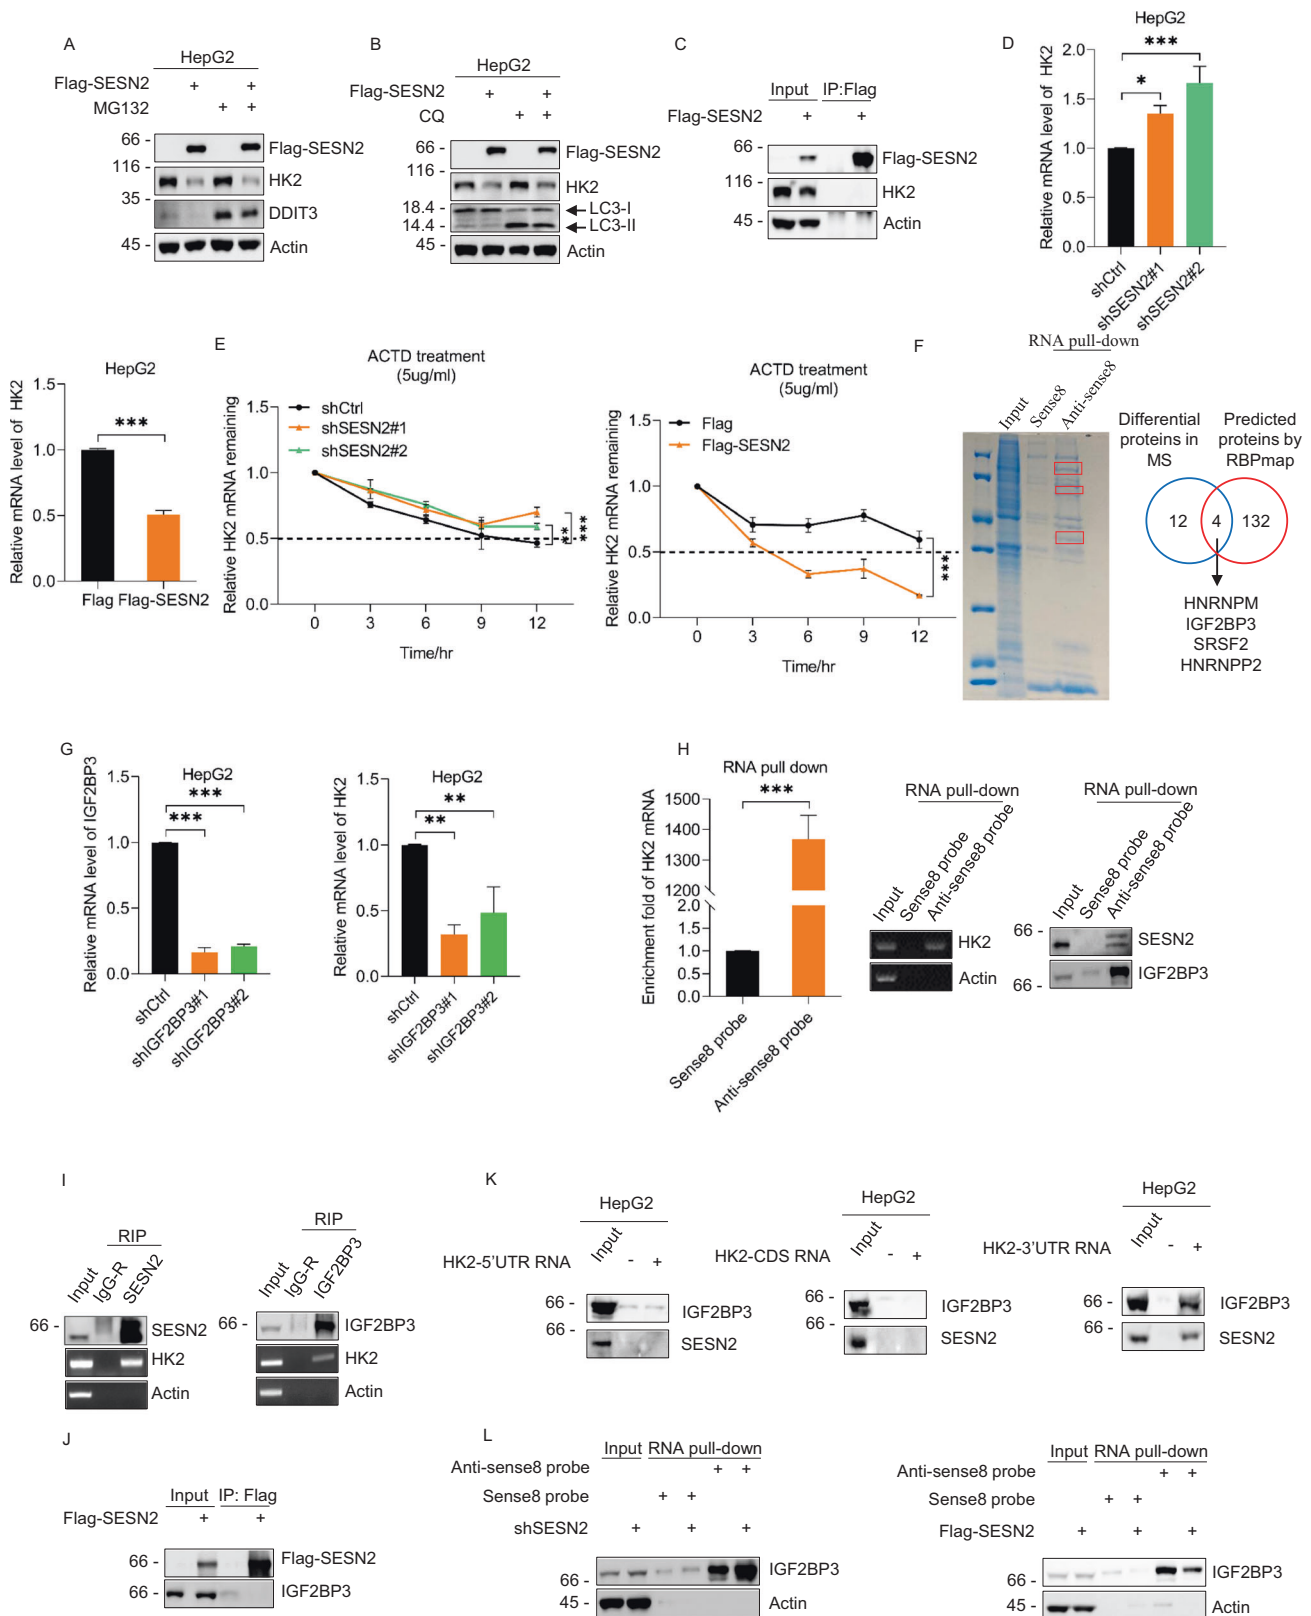 A
HepG2
Flag-SESN2 + +
MG132 + +
66 - Flag-SESN2
116 - HK2
35 - DDIT3
45 - Actin
B
HepG2
Flag-SESN2 + +
CQ + +
66 - Flag-SESN2
116 - HK2
18.4 - LC3-I
14.4 - LC3-II
45 - Actin
C
Input IP:Flag
Flag-SESN2 + +
66 - Flag-SESN2
116 - HK2
45 - Actin
D
HepG2
Relative mRNA level of HK2
2.0
1.5
1.0
0.5
0.0
***
*
shCtrl
shSESN2#1
shSESN2#2
HepG2
Relative mRNA level of HK2
1.5
1.0
0.5
0.0
***
Flag Flag-SESN2
E
ACTD treatment
(5ug/ml)
Relative HK2 mRNA remaining
1.5
1.0
0.5
0.0
shCtrl
shSESN2#1
shSESN2#2
**
***
0 3 6 9 12
Time/hr
ACTD treatment
(5ug/ml)
Relative HK2 mRNA remaining
1.5
1.0
0.5
0.0
Flag
Flag-SESN2
***
0 3 6 9 12
Time/hr
F
RNA pull-down
Input
Sense8
Anti-sense8
Differential
proteins in
MS
Predicted
proteins by
RBPmap
12 4 132
HNRNPM
IGF2BP3
SRSF2
HNRNPP2
G
HepG2
Relative mRNA level of IGF2BP3
1.5
1.0
0.5
0.0
***
***
shCtrl
shIGF2BP3#1
shIGF2BP3#2
HepG2
Relative mRNA level of HK2
1.5
1.0
0.5
0.0
**
**
shCtrl
shIGF2BP3#1
shIGF2BP3#2
H
RNA pull down
Enrichment fold of HK2 mRNA
***
1500
1400
1300
1200
2.0
1.5
1.0
0.5
0.0
Sense8 probe
Anti-sense8 probe
RNA pull-down
Input
Sense8 probe
Anti-sense8 probe
HK2
Actin
RNA pull-down
Input
Sense8 probe
Anti-sense8 probe
66 - SESN2
66 - IGF2BP3
I
RIP
Input
IgG-R
SESN2
66 - SESN2
HK2
Actin
RIP
Input
IgG-R
IGF2BP3
66 - IGF2BP3
HK2
Actin
J
Input IP: Flag
Flag-SESN2 + +
66 - Flag-SESN2
66 - IGF2BP3
K
HepG2
HK2-5'UTR RNA Input - +
66 - IGF2BP3
66 - SESN2
HepG2
HK2-CDS RNA Input - +
66 - IGF2BP3
66 - SESN2
HepG2
HK2-3'UTR RNA Input - +
66 - IGF2BP3
66 - SESN2
L
Input RNA pull-down
Anti-sense8 probe + +
Sense8 probe + +
shSESN2 + + +
66 - IGF2BP3
45 - Actin
Input RNA pull-down
Anti-sense8 probe + +
Sense8 probe + +
Flag-SESN2 + + +
66 - IGF2BP3
45 - Actin